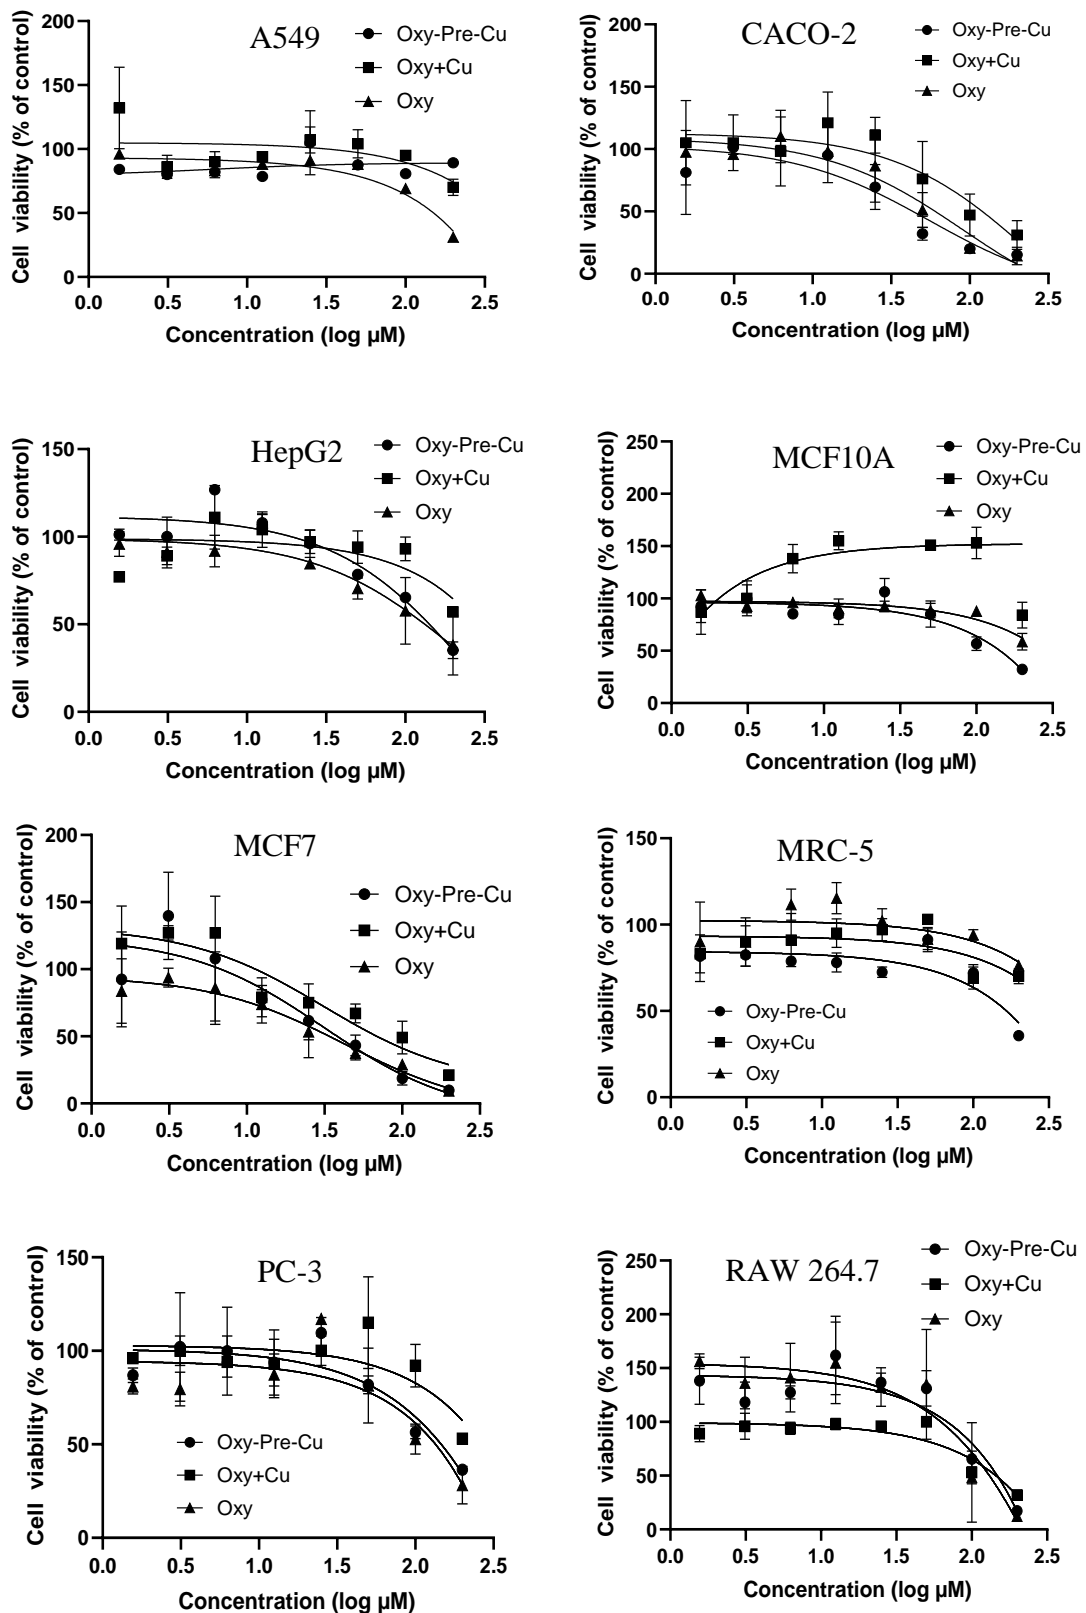 A549
Oxy-Pre-Cu
Oxy+Cu
Oxy
Cell viability (% of control)
200
150
100
50
0
0.0 0.5 1.0 1.5 2.0 2.5
Concentration (log µM)
CACO-2
Oxy-Pre-Cu
Oxy+Cu
Oxy
Cell viability (% of control)
200
150
100
50
0
0.0 0.5 1.0 1.5 2.0 2.5
Concentration (log µM)
HepG2
Oxy-Pre-Cu
Oxy+Cu
Oxy
Cell viability (% of control)
150
100
50
0
0.0 0.5 1.0 1.5 2.0 2.5
Concentration (log µM)
MCF10A
Oxy-Pre-Cu
Oxy+Cu
Oxy
Cell viability (% of control)
250
200
150
100
50
0
0.0 0.5 1.0 1.5 2.0 2.5
Concentration (log µM)
MCF7
Oxy-Pre-Cu
Oxy+Cu
Oxy
Cell viability (% of control)
200
150
100
50
0
0.0 0.5 1.0 1.5 2.0 2.5
Concentration (log µM)
MRC-5
Oxy-Pre-Cu
Oxy+Cu
Oxy
Cell viability (% of control)
150
100
50
0
0.0 0.5 1.0 1.5 2.0 2.5
Concentration (log µM)
PC-3
Oxy-Pre-Cu
Oxy+Cu
Oxy
Cell viability (% of control)
150
100
50
0
0.0 0.5 1.0 1.5 2.0 2.5
Concentration (log µM)
RAW 264.7
Oxy-Pre-Cu
Oxy+Cu
Oxy
Cell viability (% of control)
250
200
150
100
50
0
0.0 0.5 1.0 1.5 2.0 2.5
Concentration (log µM)